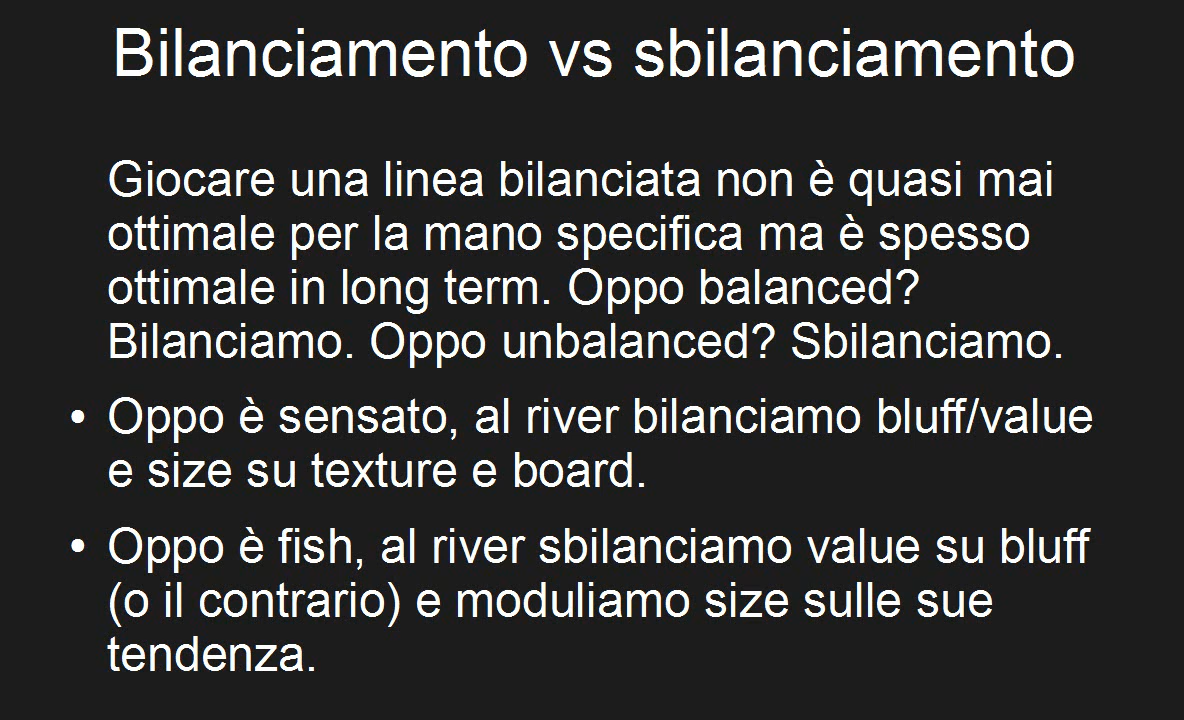 Bilanciamento vs sbilanciamento
Giocare una linea bilanciata non è quasi mai
ottimale per la mano specifica ma è spesso
ottimale in long term. Oppo balanced?
Bilanciamo. Oppo unbalanced? Sbilanciamo.
• Oppo è sensato, al river bilanciamo bluff/value
e size su texture e board.
• Oppo è fish, al river sbilanciamo value su bluff
(o il contrario) e moduliamo size sulle sue
tendenza.